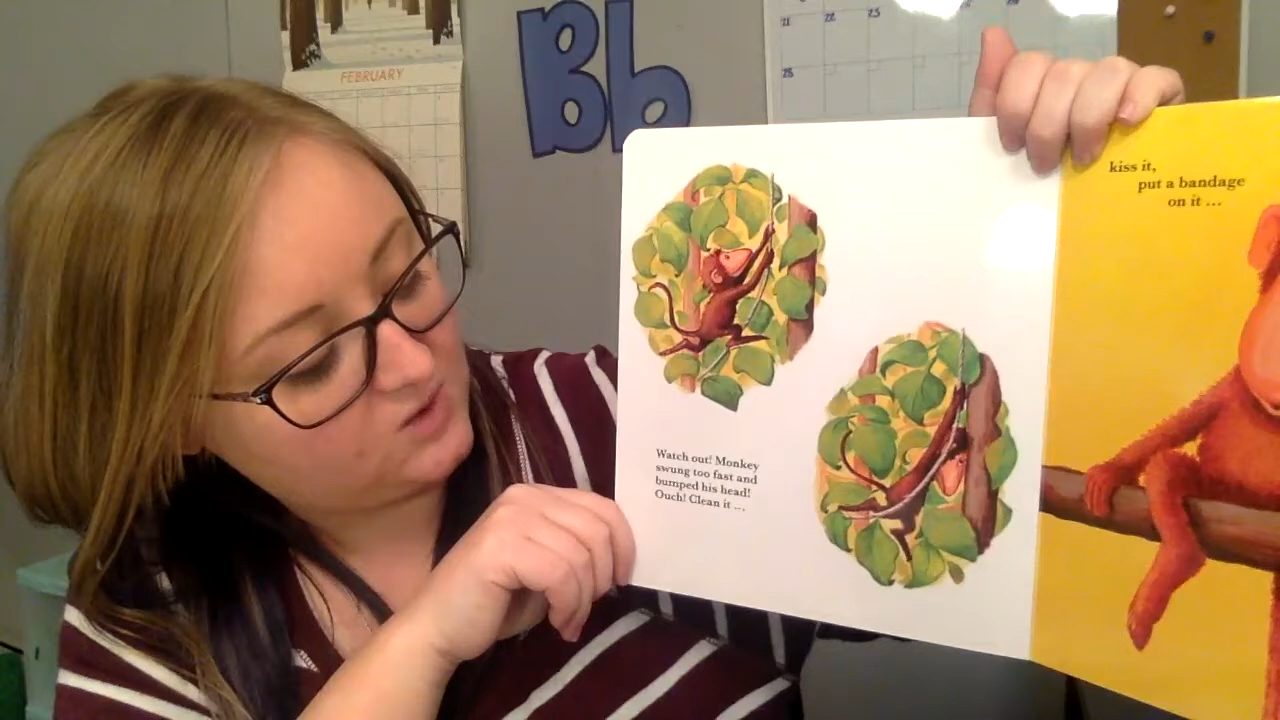 FEBRUARY
Bb
21 22 23
28
kiss it,
put a bandage
on it ...
Watch out! Monkey
swung too fast and
bumped his head!
Ouch! Clean it ...